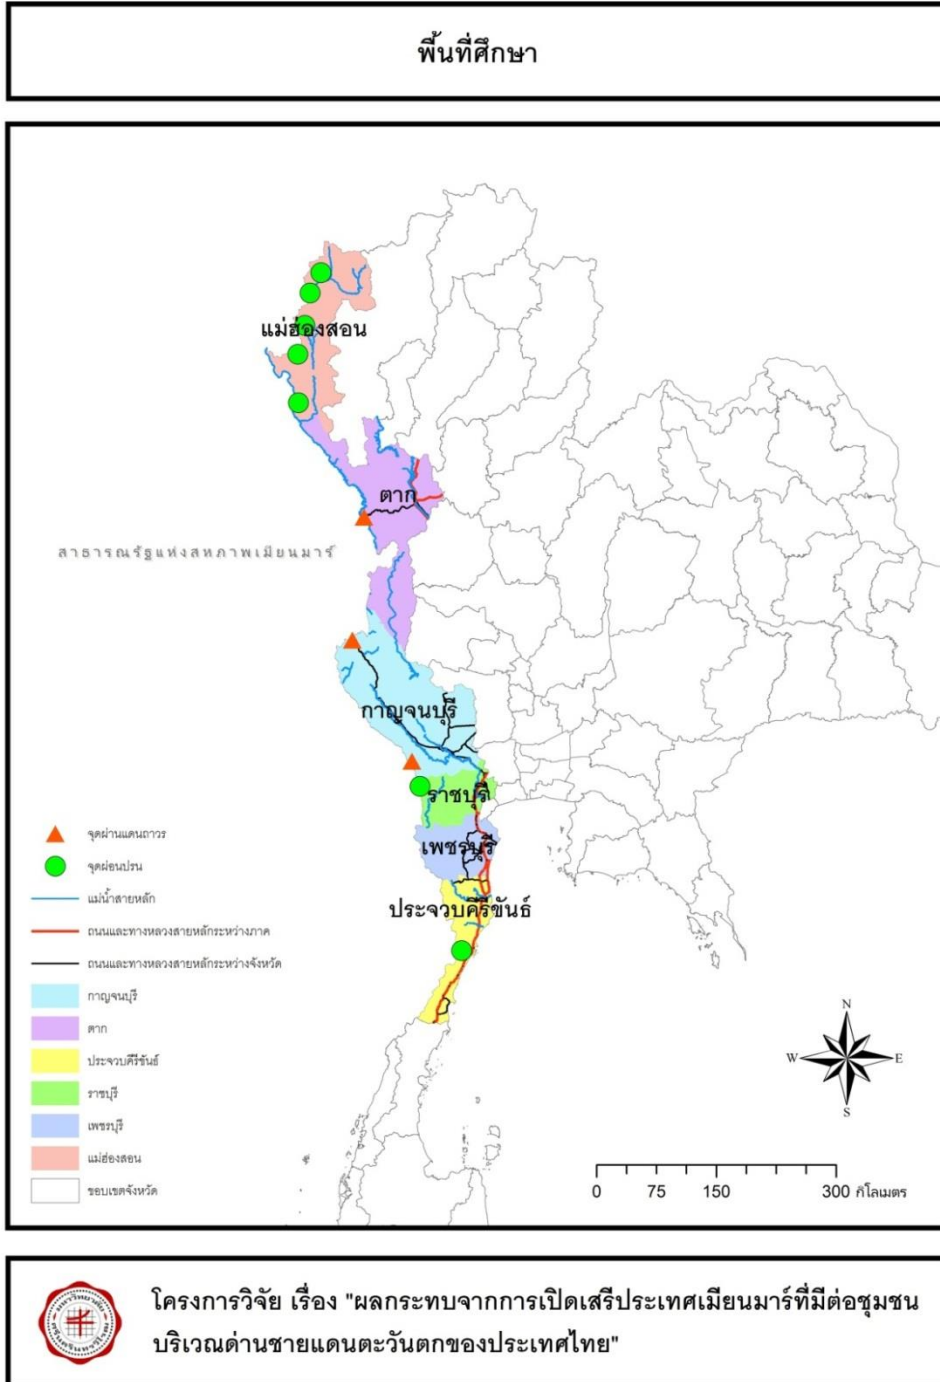 พื้นที่ศึกษา
แม่ฮ่องสอน
ตาก
สาธารณรัฐแห่งสหภาพเมียนมาร์
กาญจนบุรี
ราชบุรี
เพชรบุรี
ประจวบคีรีขันธ์
จุดผ่านแดนถาวร
จุดผ่อนปรน
แม่น้ำสายหลัก
ถนนและทางหลวงสายหลักระหว่างภาค
ถนนและทางหลวงสายหลักระหว่างจังหวัด
กาญจนบุรี
ตาก
ประจวบคีรีขันธ์
ราชบุรี
เพชรบุรี
แม่ฮ่องสอน
ขอบเขตจังหวัด
N
W E
S
0 75 150 300 กิโลเมตร
โครงการวิจัย เรื่อง "ผลกระทบจากการเปิดเสรีประเทศเมียนมาร์ที่มีต่อชุมชน
บริเวณด่านชายแดนตะวันตกของประเทศไทย"